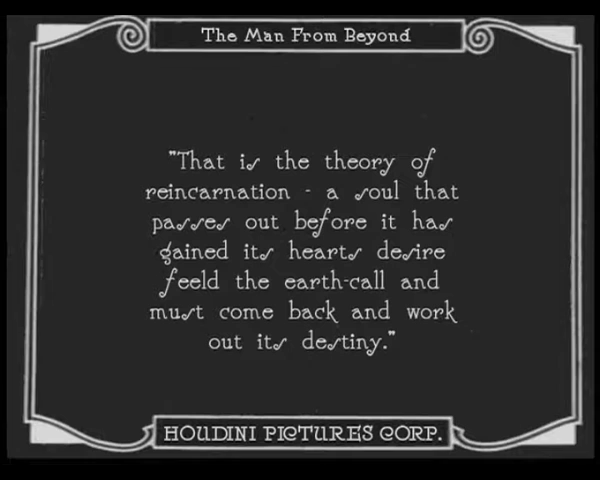 The Man From Beyond
"That is the theory of
reincarnation - a soul that
passes out before it has
gained its hearts desire
feeld the earth-call and
must come back and work
out its destiny."
HOUDINI PICTURES CORP.